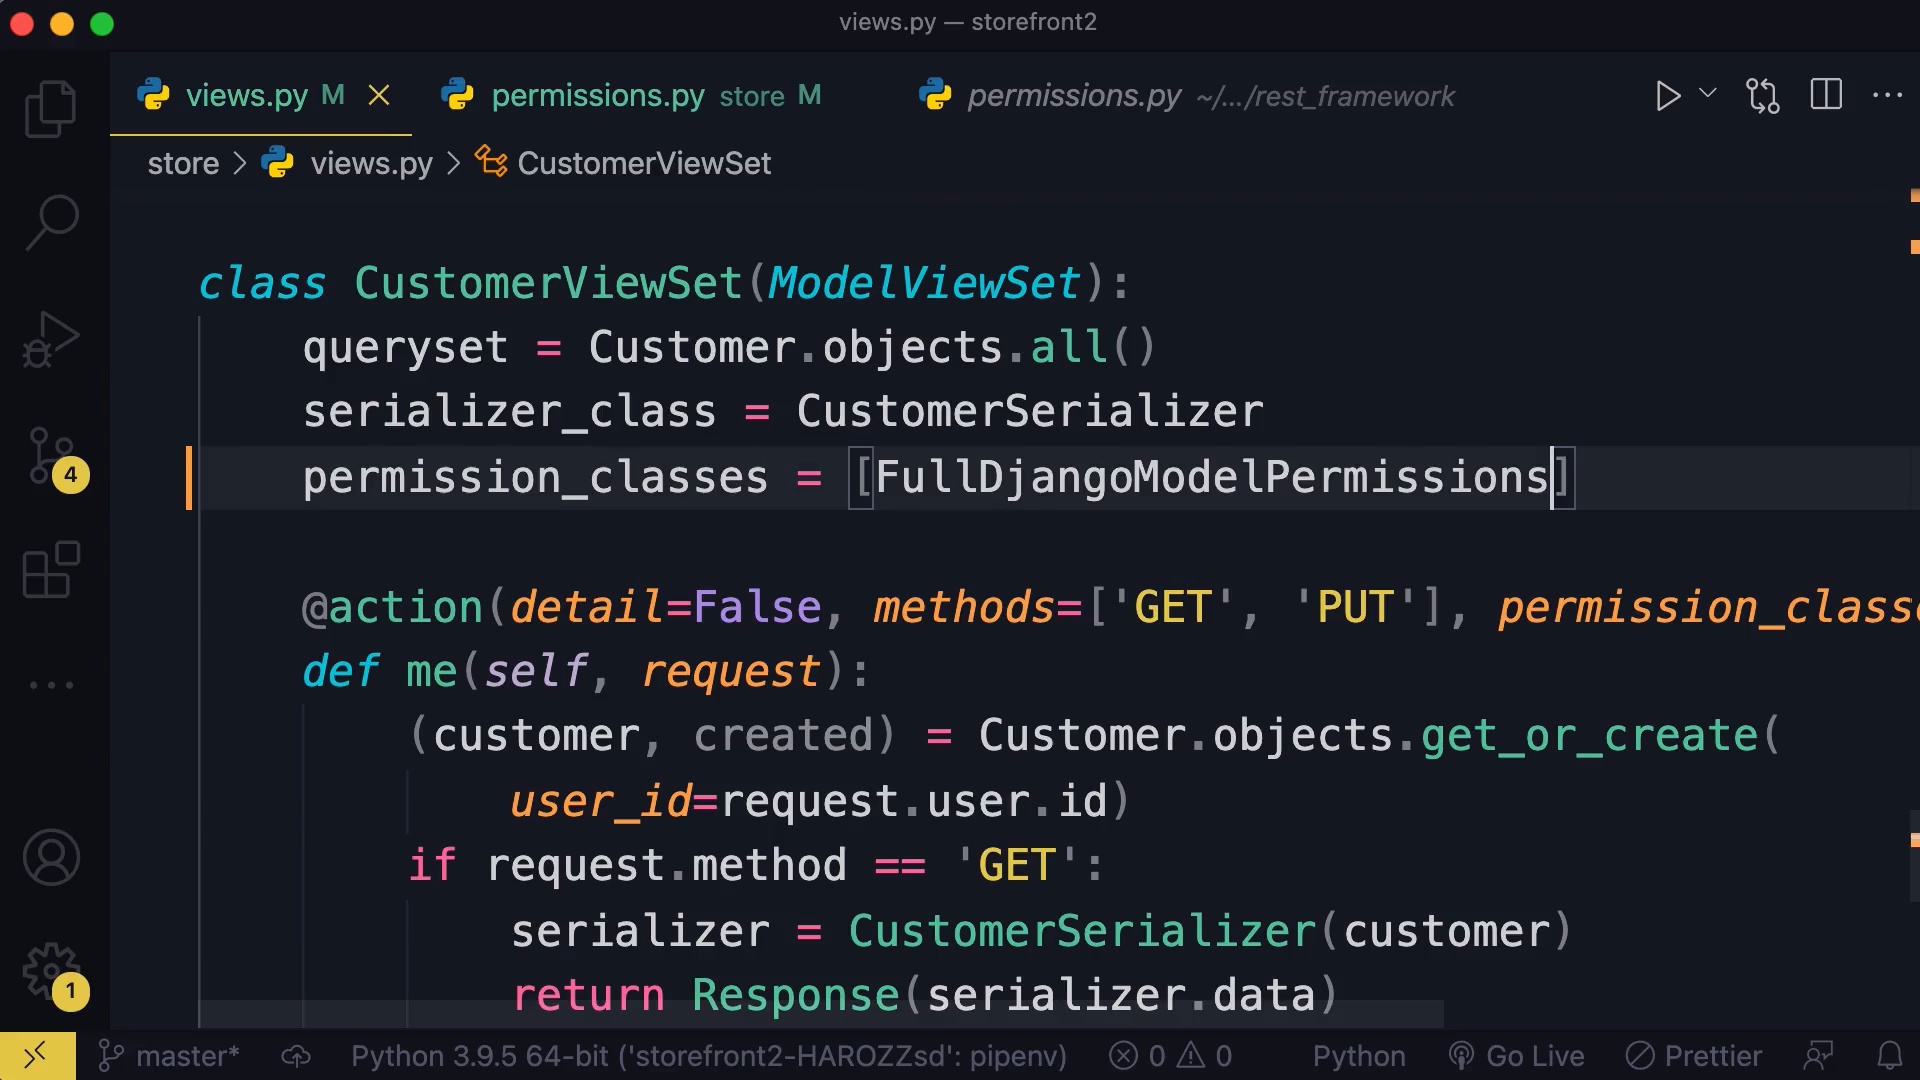 views.py — storefront2
views.py M
permissions.py store M
permissions.py ~/.../rest_framework
store > views.py > CustomerViewSet
class CustomerViewSet(ModelViewSet):
queryset = Customer.objects.all()
serializer_class = CustomerSerializer
permission_classes = [FullDjangoModelPermissions]
@action(detail=False, methods=['GET', 'PUT'], permission_class
def me(self, request):
(customer, created) = Customer.objects.get_or_create(
user_id=request.user.id)
if request.method == 'GET':
serializer = CustomerSerializer(customer)
return Response(serializer.data)
4
1
master* Python 3.9.5 64-bit ('storefront2-HAROZZsd': pipenv) 0 0 Python Go Live Prettier